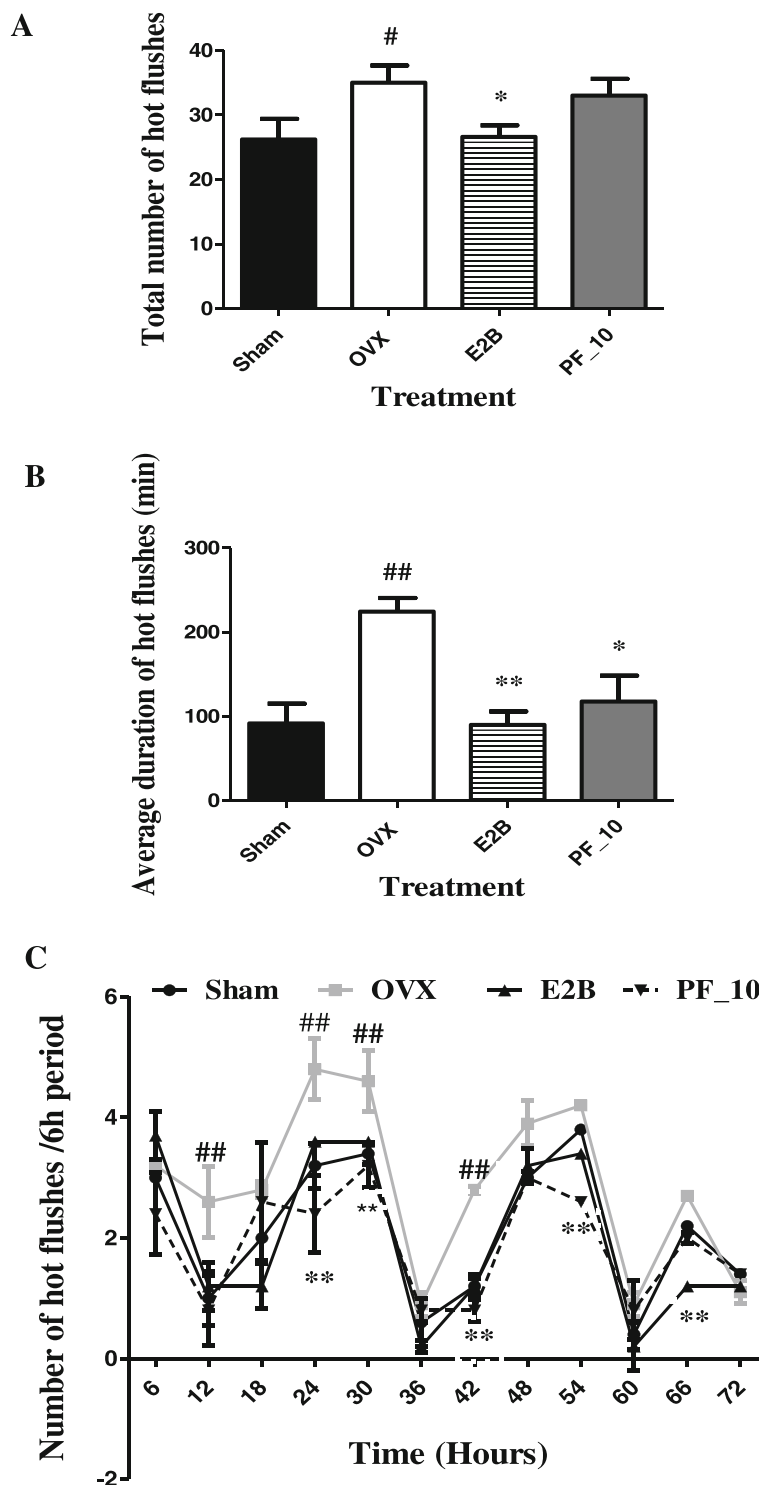 A
Total number of hot flushes
#
*
40
30
20
10
0
Sham
OVX
E2B
PF_10
Treatment
B
Average duration of hot flushes (min)
##
**
*
300
200
100
0
Sham
OVX
E2B
PF_10
Treatment
C
Sham
OVX
E2B
PF_10
Number of hot flushes /6h period
6
4
2
0
-2
##
##
##
##
**
**
**
**
**
6
12
18
24
30
36
42
48
54
60
66
72
Time (Hours)